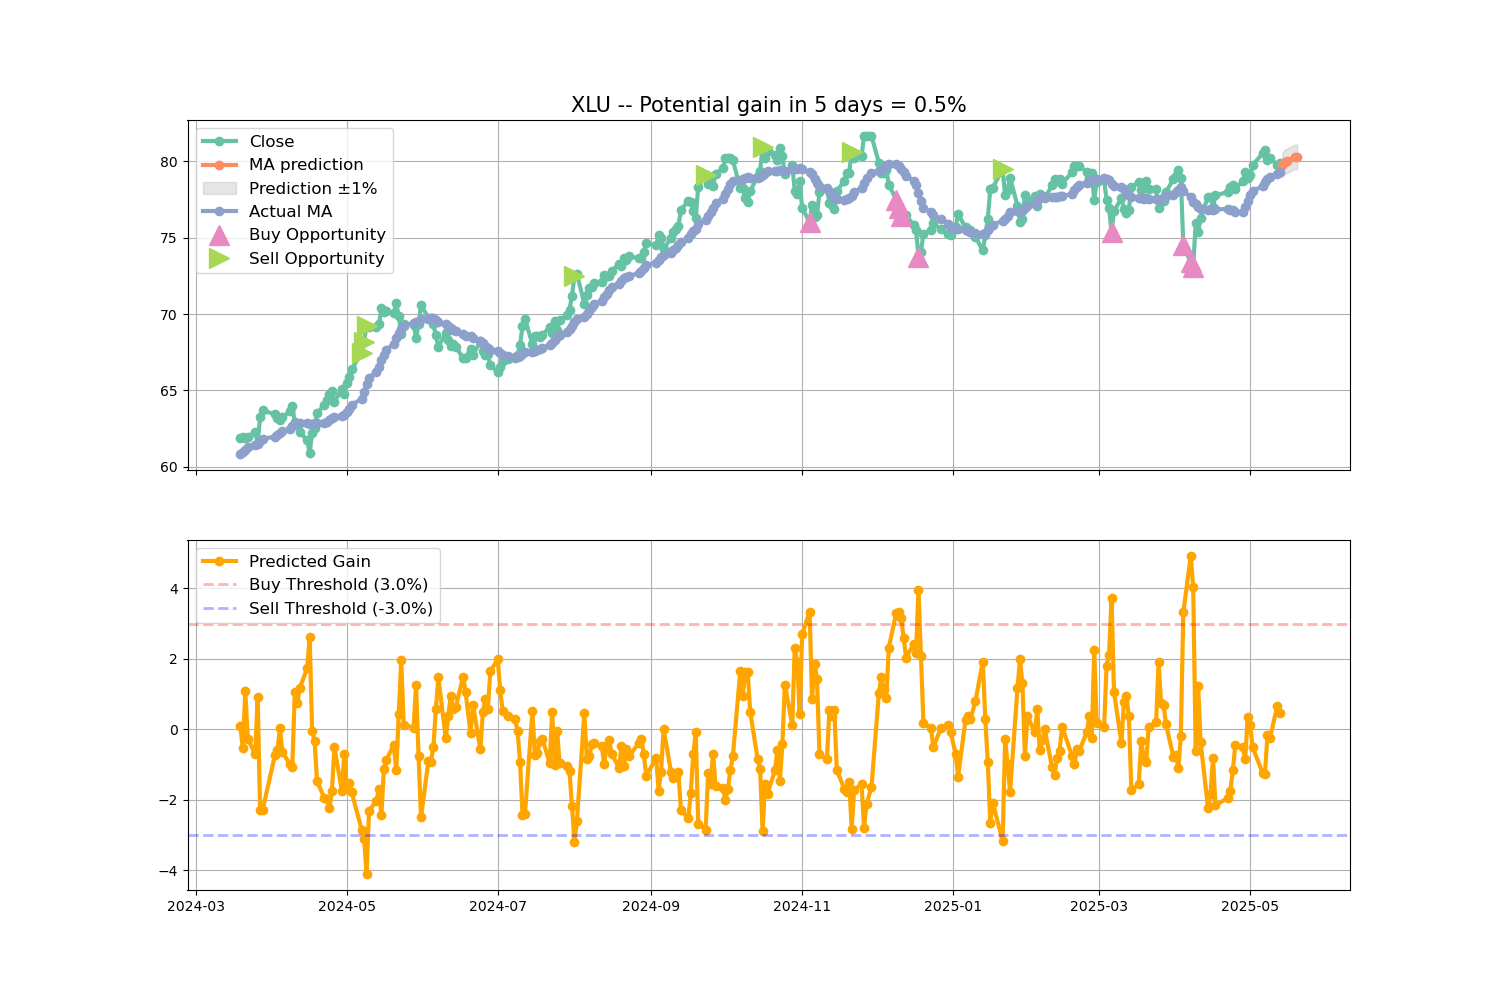 XLU -- Potential gain in 5 days = 0.5%
Close
MA prediction
Prediction ±1%
Actual MA
Buy Opportunity
Sell Opportunity
80
75
70
65
60
Predicted Gain
Buy Threshold (3.0%)
Sell Threshold (-3.0%)
4
2
0
−2
−4
2024-03
2024-05
2024-07
2024-09
2024-11
2025-01
2025-03
2025-05